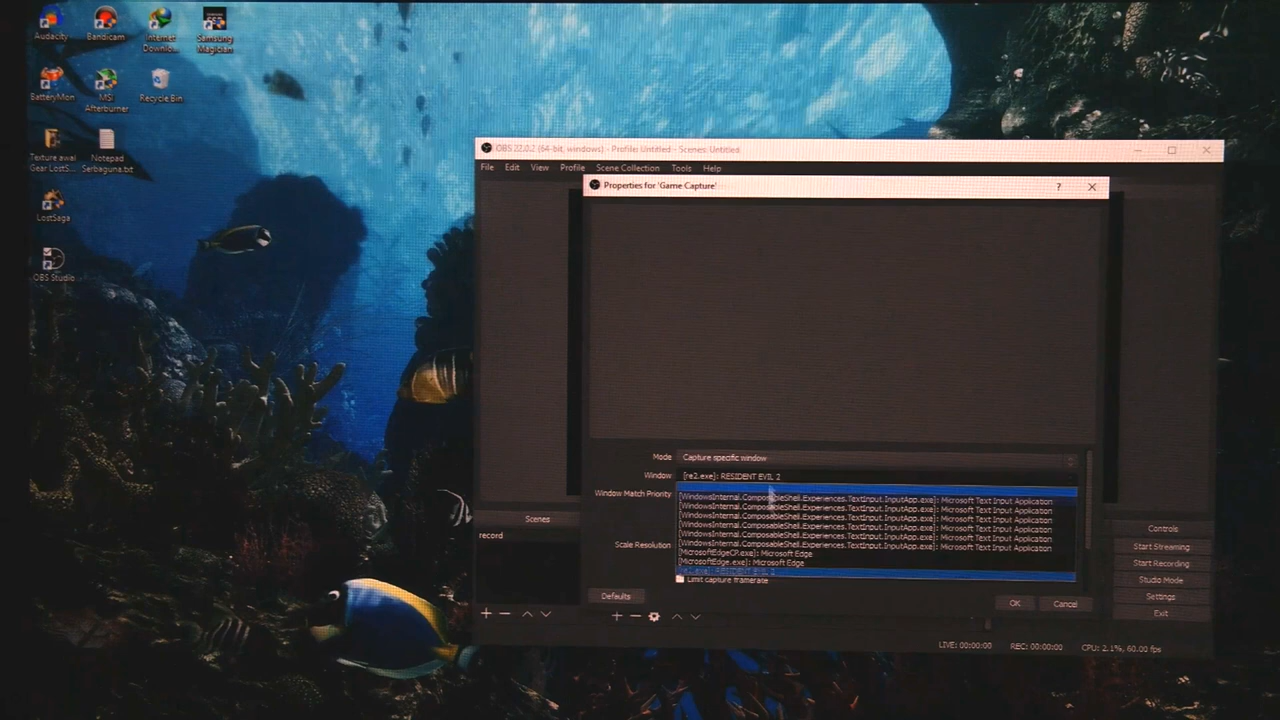 Audacity
Bandicam
Internet
Downlo...
Samsung
Magician
BatteryMon
MSI
Afterburner
Recycle Bin
Texture awal
Gear LostS...
Notepad
Serbaguna.txt
LostSaga
OBS Studio
OBS 22.0.2 (64-bit, windows) - Profile: Untitled - Scenes: Untitled
File Edit View Profile Scene Collection Tools Help
Properties for 'Game Capture'
?
Mode Capture specific window
Window [re2.exe]: RESIDENT EVIL 2
Window Match Priority
[WindowsInternal.ComposableShell.Experiences.TextInput.InputApp.exe]: Microsoft Text Input Application
[WindowsInternal.ComposableShell.Experiences.TextInput.InputApp.exe]: Microsoft Text Input Application
[WindowsInternal.ComposableShell.Experiences.TextInput.InputApp.exe]: Microsoft Text Input Application
[WindowsInternal.ComposableShell.Experiences.TextInput.InputApp.exe]: Microsoft Text Input Application
[WindowsInternal.ComposableShell.Experiences.TextInput.InputApp.exe]: Microsoft Text Input Application
[WindowsInternal.ComposableShell.Experiences.TextInput.InputApp.exe]: Microsoft Text Input Application
[MicrosoftEdgeCP.exe]: Microsoft Edge
[MicrosoftEdge.exe]: Microsoft Edge
[re2.exe]: RESIDENT EVIL 2
Scale Resolution
Limit capture framerate
Defaults
OK
Cancel
Scenes
record
Controls
Start Streaming
Start Recording
Studio Mode
Settings
Exit
LIVE: 00:00:00 REC: 00:00:00 CPU: 2.1%, 60.00 fps